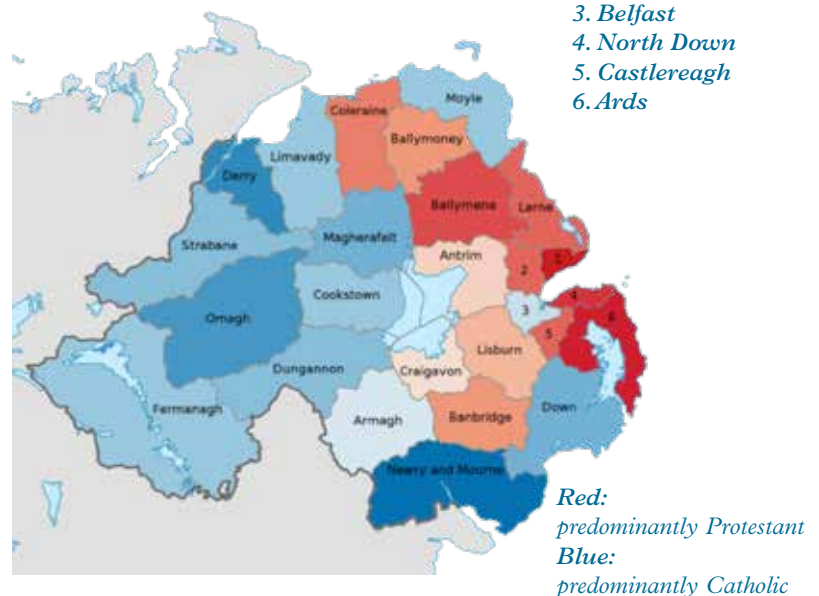 3. Belfast
4. North Down
5. Castlereagh
6. Ards
Moyle
Coleraine
Ballymoney
Limavady
Derry
Ballymena
Larne
Strabane
Magherafelt
Antrim
1
2
Cookstown
4
3
6
Omagh
5
Lisburn
Dungannon
Craigavon
Fermanagh
Down
Armagh
Banbridge
Newry and Mourne
Red:
predominantly Protestant
Blue:
predominantly Catholic